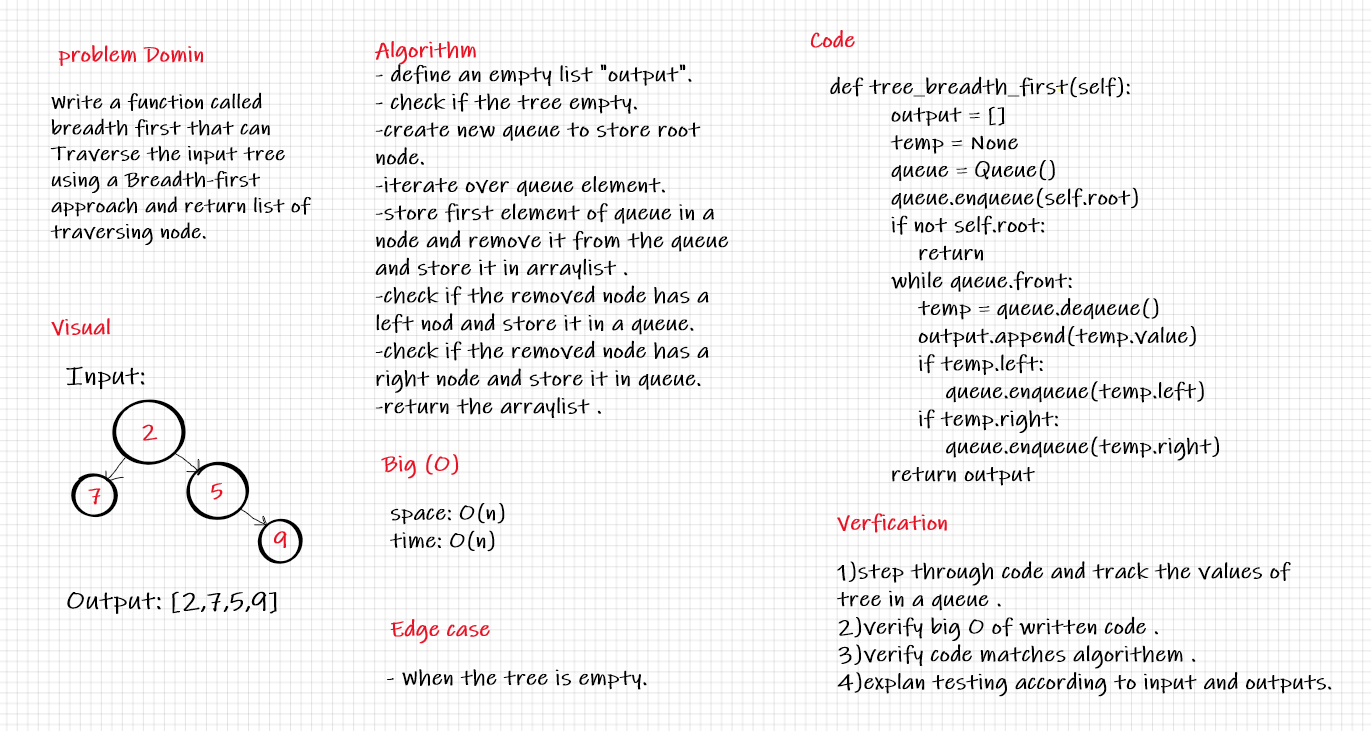 problem Domin
Write a function called
breadth first that can
Traverse the input tree
using a Breadth-first
approach and return list of
traversing node.
Visual
Input:
2
7
5
9
Output: [2,7,5,9]
Algorithm
- define an empty list "output".
- check if the tree empty.
-create new queue to store root
node.
-iterate over queue element.
-store first element of queue in a
node and remove it from the queue
and store it in arraylist .
-check if the removed node has a
left nod and store it in a queue.
-check if the removed node has a
right node and store it in queue.
-return the arraylist .
Big (O)
space: O(n)
time: O(n)
Edge case
- When the tree is empty.
Code
def tree_breadth_first(self):
output = []
temp = None
queue = Queue()
queue.enqueue(self.root)
if not self.root:
return
while queue.front:
temp = queue.dequeue()
output.append(temp.value)
if temp.left:
queue.enqueue(temp.left)
if temp.right:
queue.enqueue(temp.right)
return output
Verfication
1)step through code and track the values of
tree in a queue .
2)verify big O of written code .
3)verify code matches algorithem .
4)explan testing according to input and outputs.